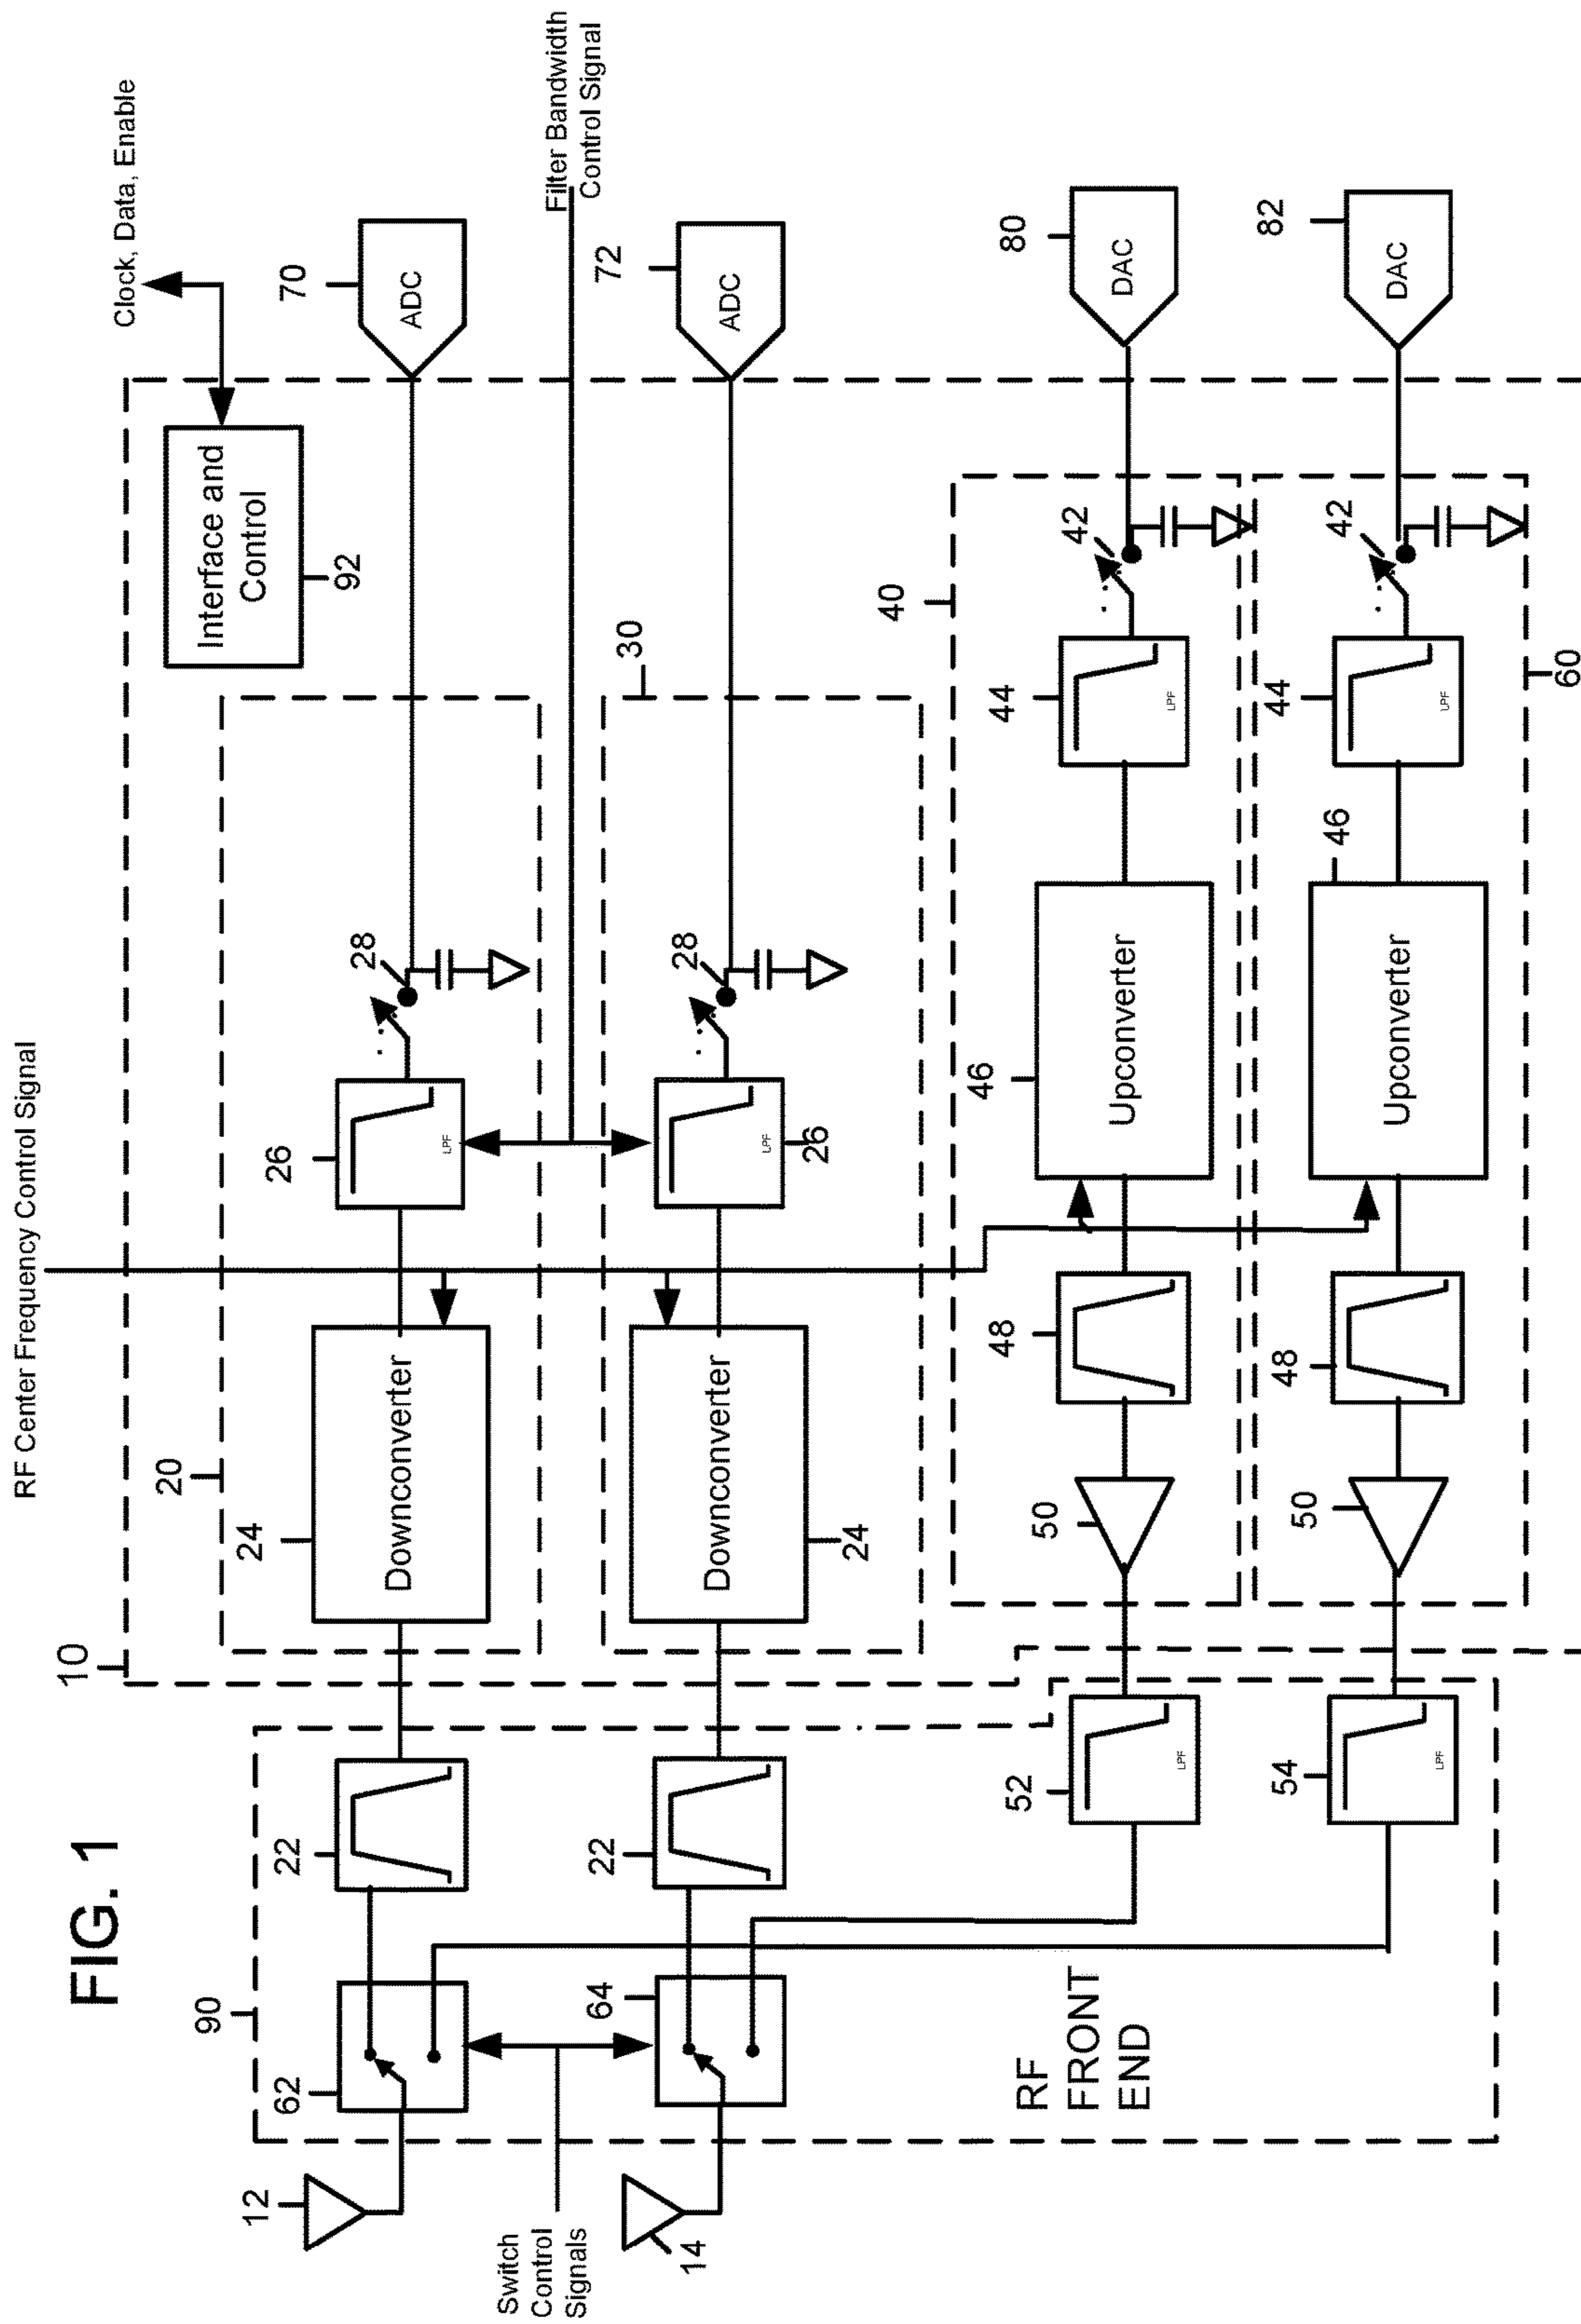 FIG. 1
RF Center Frequency Control Signal
Clock, Data, Enable
10
Interface and
Control
92
12
90
62
22
20
24
Downconverter
26
LPF
28
70
ADC
Switch
Control
Signals
Filter Bandwidth
Control Signal
14
64
22
Downconverter
24
LPF
26
28
30
72
ADC
RF
FRONT
END
52
LPF
50
48
46
Upconverter
44
LPF
42
40
80
DAC
54
LPF
50
48
Upconverter
46
44
LPF
42
60
82
DAC